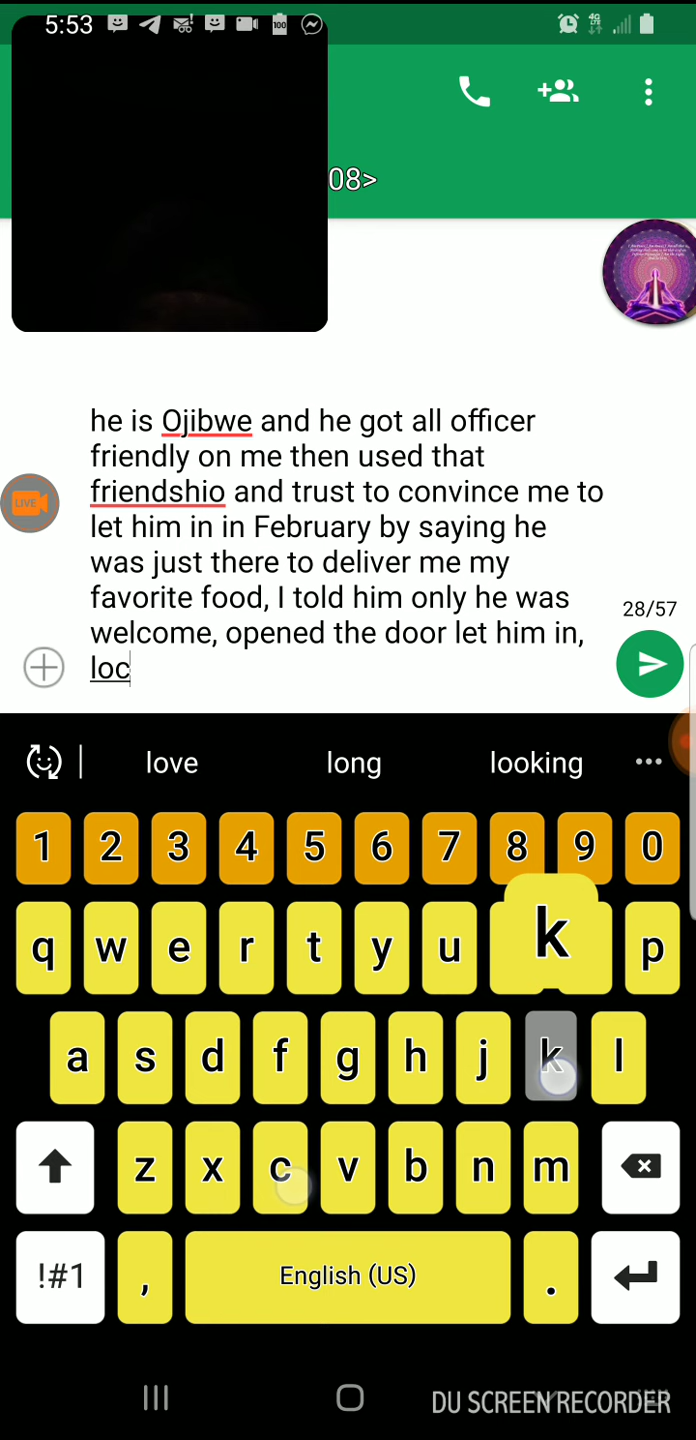 5:53
100
4G
08>
he is Ojibwe and he got all officer
friendly on me then used that
friendshio and trust to convince me to
LIVE
let him in in February by saying he
was just there to deliver me my
favorite food, I told him only he was
28/57
welcome, opened the door let him in,
loc
love long looking
1 2 3 4 5 6 7 8 9 0
q w e r t y u k p
a s d f g h j k l
z x c v b n m
!#1 , English (US) .
DU SCREEN RECORDER